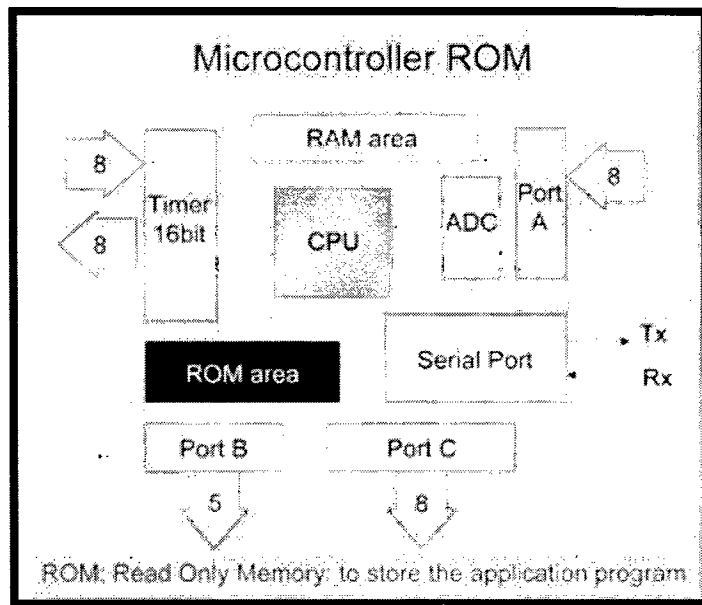 Microcontroller ROM
RAM area
8
8
Timer
16bit
CPU
ADC
Port
A
8
ROM area
Serial Port
Tx
Rx
Port B
Port C
5
8
ROM: Read Only Memory: to store the application program